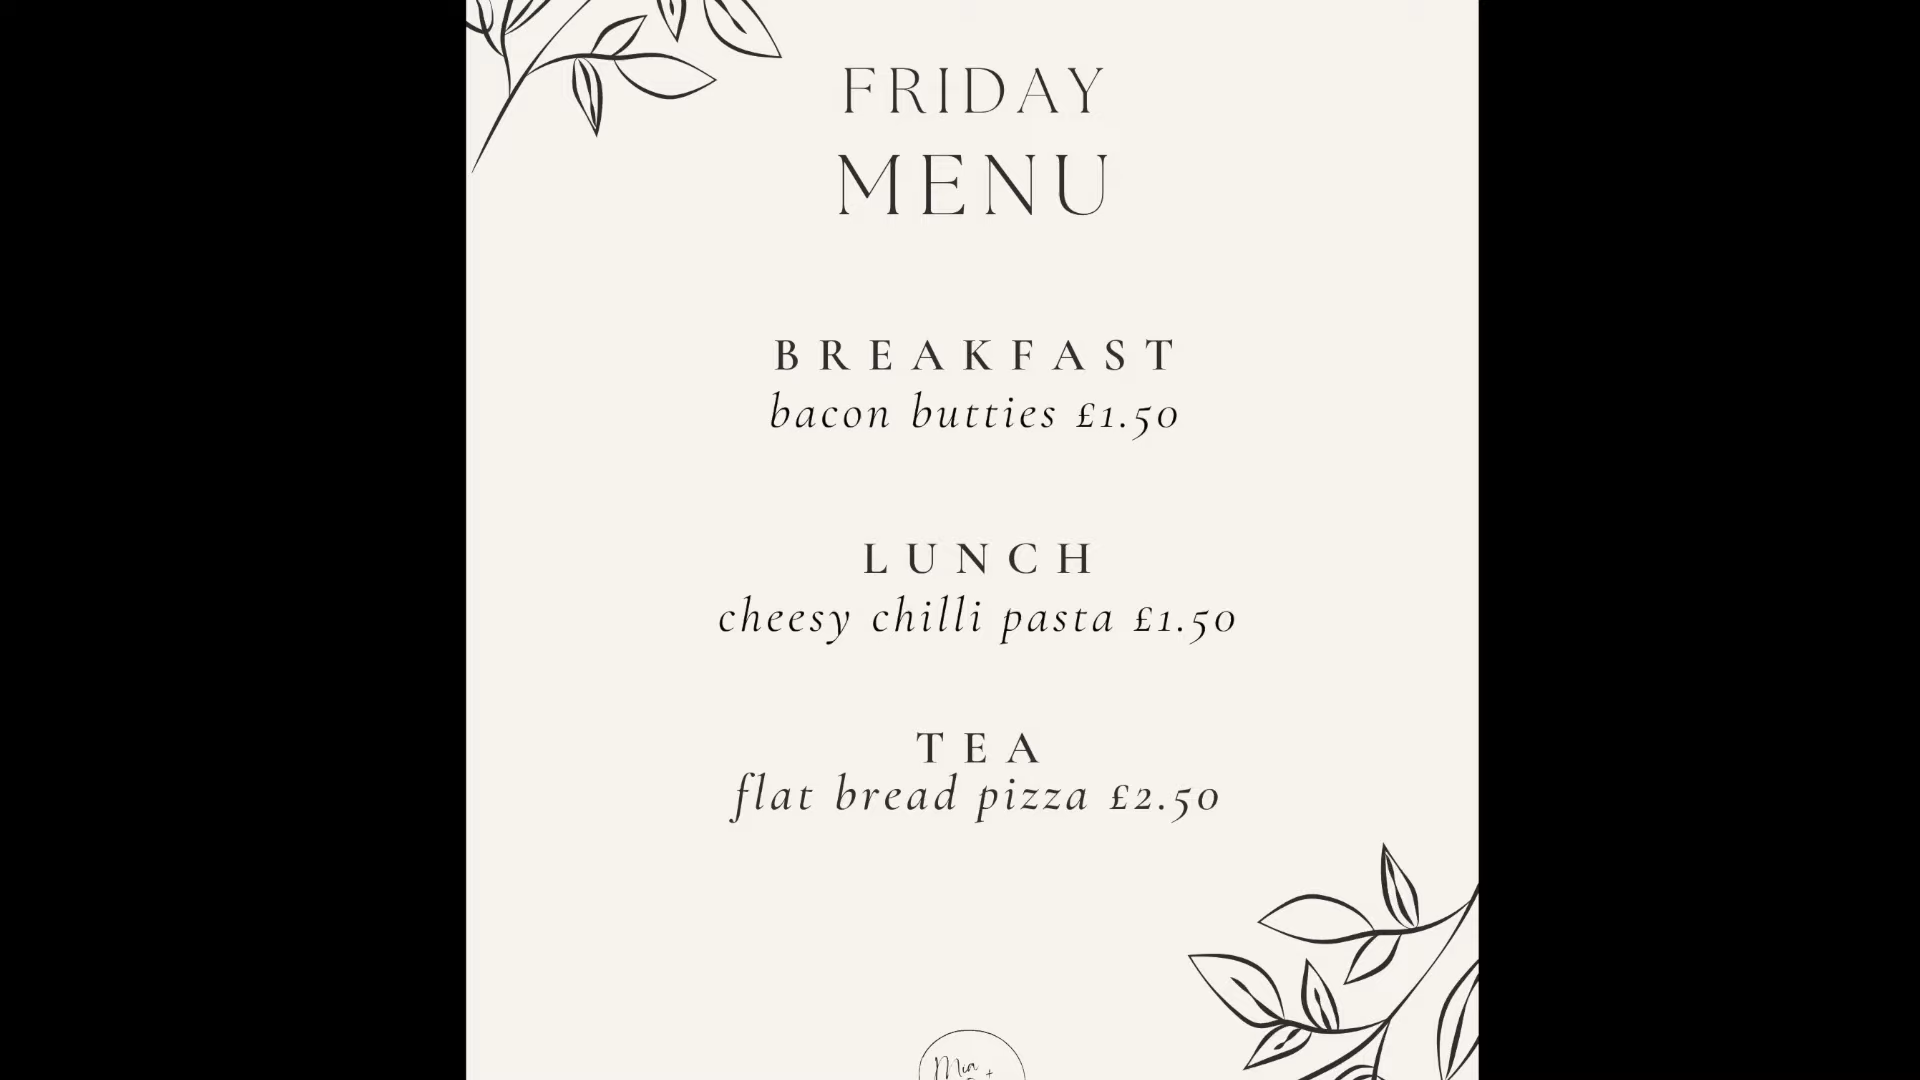 FRIDAY
MENU
BREAKFAST
bacon butties £1.50
LUNCH
cheesy chilli pasta £1.50
TEA
flat bread pizza £2.50
Mia +